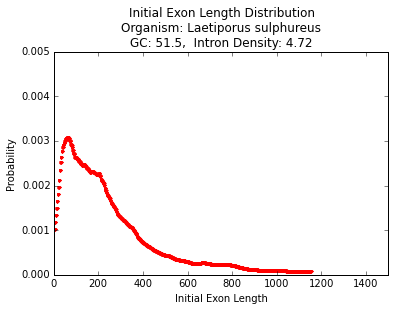 Initial Exon Length Distribution
Organism: Laetiporus sulphureus
GC: 51.5,  Intron Density: 4.72
0.005
0.004
0.003
0.002
0.001
0.000
Probability
0 200 400 600 800 1000 1200 1400
Initial Exon Length